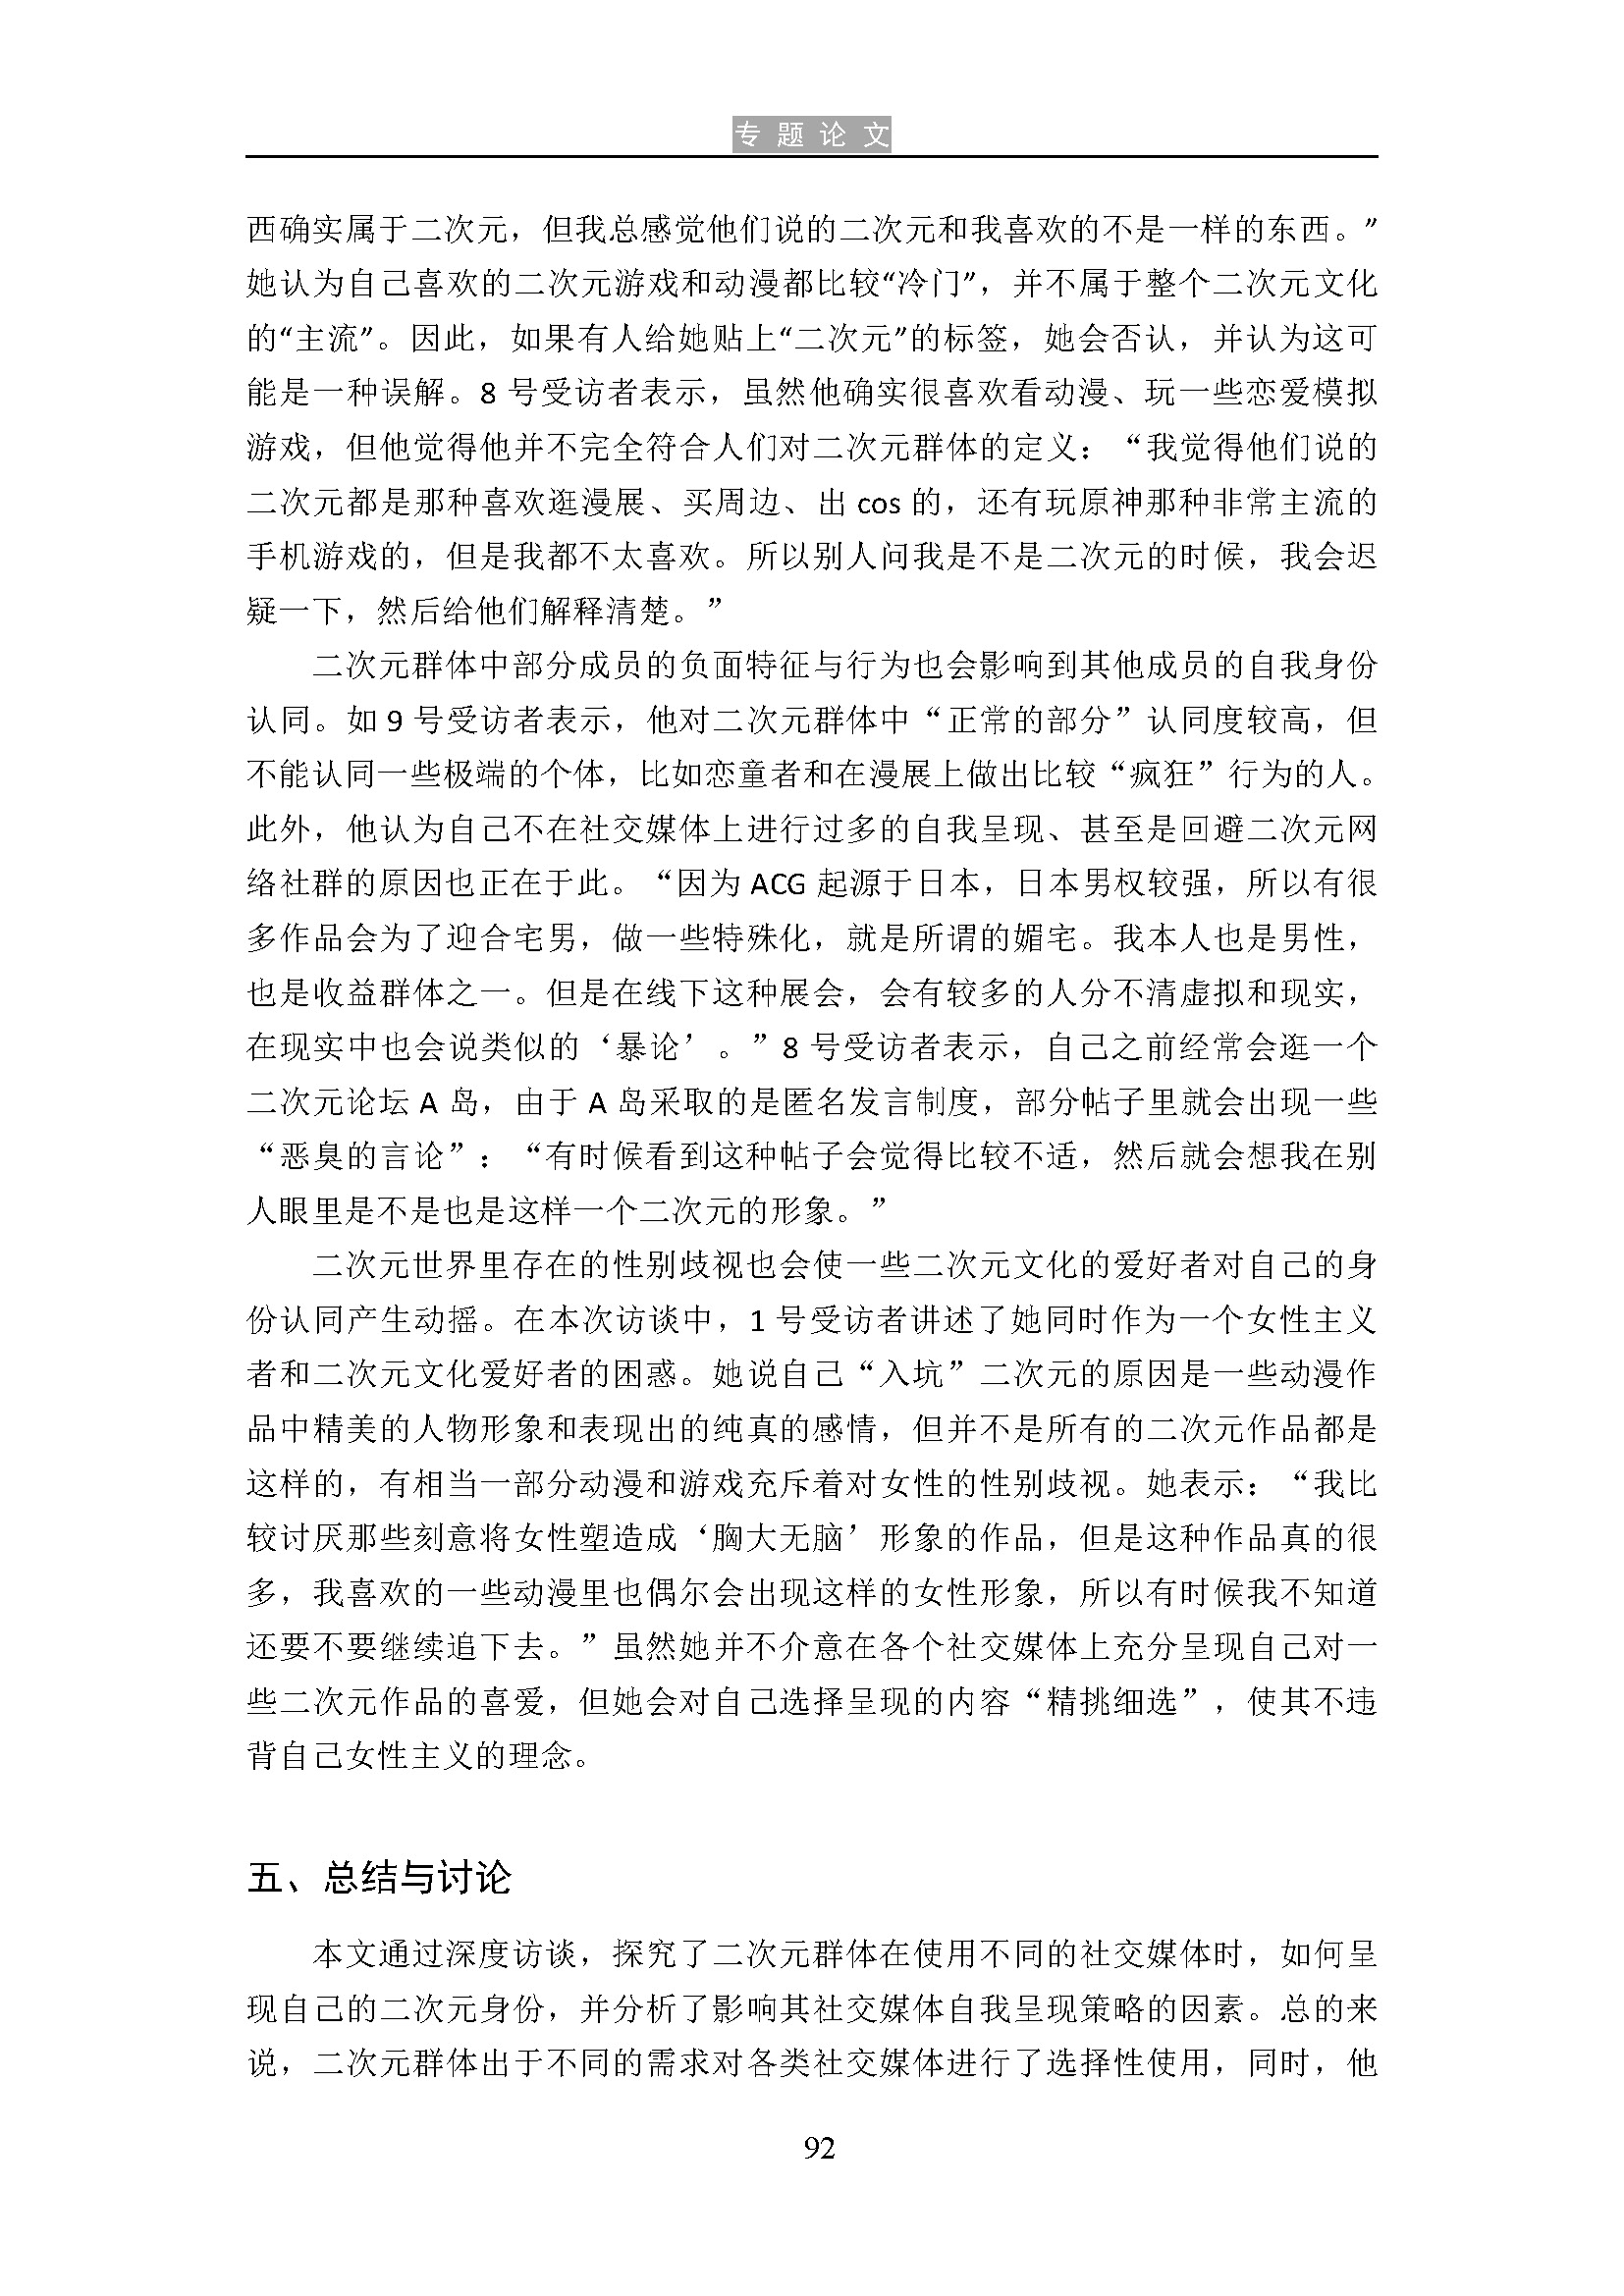 专 题 论 文
西确实属于二次元，但我总感觉他们说的二次元和我喜欢的不是一样的东西。”
她认为自己喜欢的二次元游戏和动漫都比较“冷门”，并不属于整个二次元文化
的“主流”。因此，如果有人给她贴上“二次元”的标签，她会否认，并认为这可
能是一种误解。8 号受访者表示，虽然他确实很喜欢看动漫、玩一些恋爱模拟
游戏，但他觉得他并不完全符合人们对二次元群体的定义：“我觉得他们说的
二次元都是那种喜欢逛漫展、买周边、出 cos 的，还有玩原神那种非常主流的
手机游戏的，但是我都不太喜欢。所以别人问我是不是二次元的时候，我会迟
疑一下，然后给他们解释清楚。”
二次元群体中部分成员的负面特征与行为也会影响到其他成员的自我身份
认同。如 9 号受访者表示，他对二次元群体中“正常的部分”认同度较高，但
不能认同一些极端的个体，比如恋童者和在漫展上做出比较“疯狂”行为的人。
此外，他认为自己不在社交媒体上进行过多的自我呈现、甚至是回避二次元网
络社群的原因也正在于此。“因为 ACG 起源于日本，日本男权较强，所以有很
多作品会为了迎合宅男，做一些特殊化，就是所谓的媚宅。我本人也是男性，
也是收益群体之一。但是在线下这种展会，会有较多的人分不清虚拟和现实，
在现实中也会说类似的‘暴论’。”8 号受访者表示，自己之前经常会逛一个
二次元论坛 A 岛，由于 A 岛采取的是匿名发言制度，部分帖子里就会出现一些
“恶臭的言论”：“有时候看到这种帖子会觉得比较不适，然后就会想我在别
人眼里是不是也是这样一个二次元的形象。”
二次元世界里存在的性别歧视也会使一些二次元文化的爱好者对自己的身
份认同产生动摇。在本次访谈中，1 号受访者讲述了她同时作为一个女性主义
者和二次元文化爱好者的困惑。她说自己“入坑”二次元的原因是一些动漫作
品中精美的人物形象和表现出的纯真的感情，但并不是所有的二次元作品都是
这样的，有相当一部分动漫和游戏充斥着对女性的性别歧视。她表示：“我比
较讨厌那些刻意将女性塑造成‘胸大无脑’形象的作品，但是这种作品真的很
多，我喜欢的一些动漫里也偶尔会出现这样的女性形象，所以有时候我不知道
还要不要继续追下去。”虽然她并不介意在各个社交媒体上充分呈现自己对一
些二次元作品的喜爱，但她会对自己选择呈现的内容“精挑细选”，使其不违
背自己女性主义的理念。
五、总结与讨论
本文通过深度访谈，探究了二次元群体在使用不同的社交媒体时，如何呈
现自己的二次元身份，并分析了影响其社交媒体自我呈现策略的因素。总的来
说，二次元群体出于不同的需求对各类社交媒体进行了选择性使用，同时，他
92